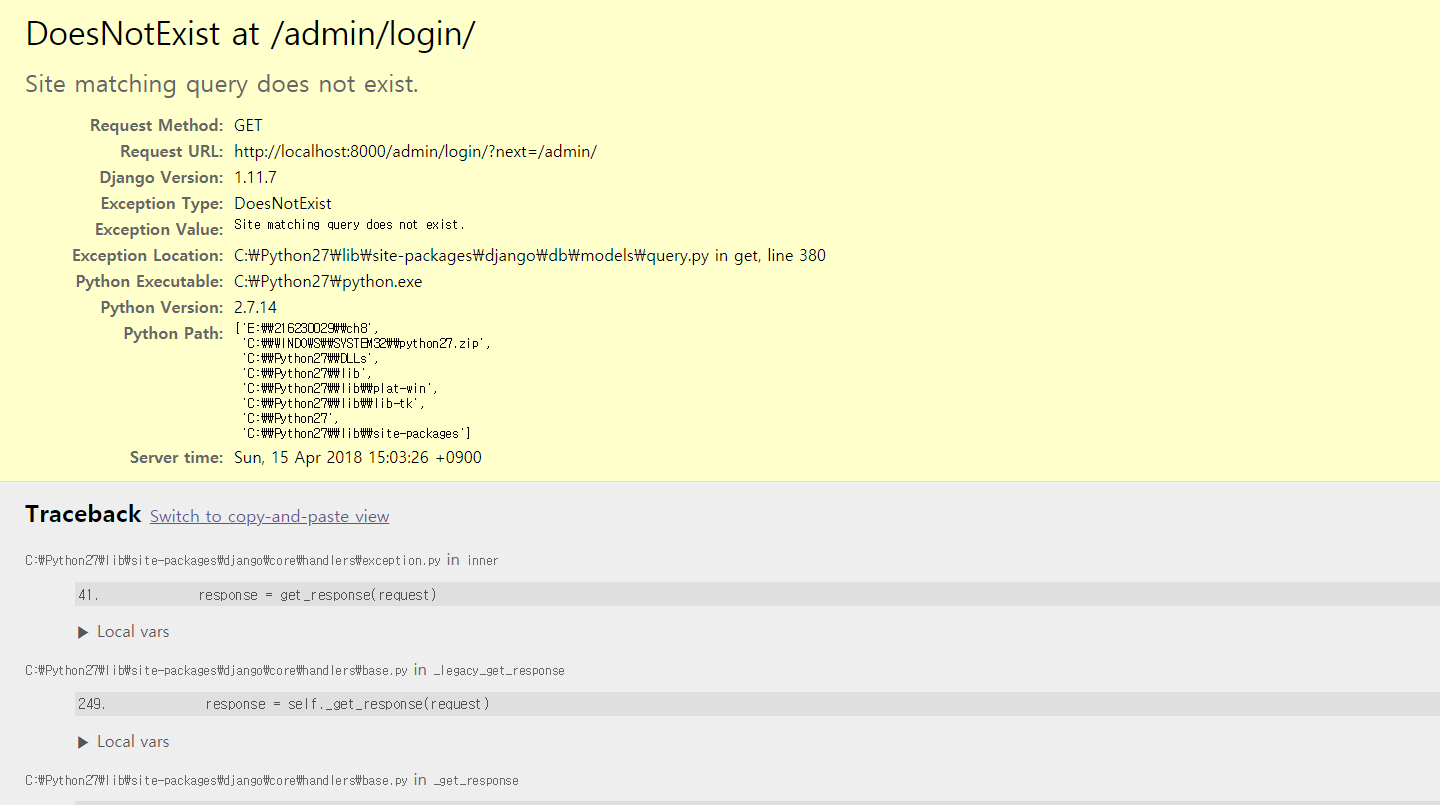 DoesNotExist at /admin/login/
Site matching query does not exist.
Request Method: GET
Request URL: http://localhost:8000/admin/login/?next=/admin/
Django Version: 1.11.7
Exception Type: DoesNotExist
Exception Value: Site matching query does not exist.
Exception Location: C:₩Python27₩lib₩site-packages₩django₩db₩models₩query.py in get, line 380
Python Executable: C:₩Python27₩python.exe
Python Version: 2.7.14
Python Path: ['E:₩₩216230029₩₩ch8',
'C:₩₩WINDOWS₩₩SYSTEM32₩₩python27.zip',
'C:₩₩Python27₩₩DLLs',
'C:₩₩Python27₩₩lib',
'C:₩₩Python27₩₩lib₩₩plat-win',
'C:₩₩Python27₩₩lib₩₩lib-tk',
'C:₩₩Python27',
'C:₩₩Python27₩₩lib₩₩site-packages']
Server time: Sun, 15 Apr 2018 15:03:26 +0900
Traceback Switch to copy-and-paste view
C:₩Python27₩lib₩site-packages₩django₩core₩handlers₩exception.py in inner
41. response = get_response(request)
▶ Local vars
C:₩Python27₩lib₩site-packages₩django₩core₩handlers₩base.py in _legacy_get_response
249. response = self._get_response(request)
▶ Local vars
C:₩Python27₩lib₩site-packages₩django₩core₩handlers₩base.py in _get_response